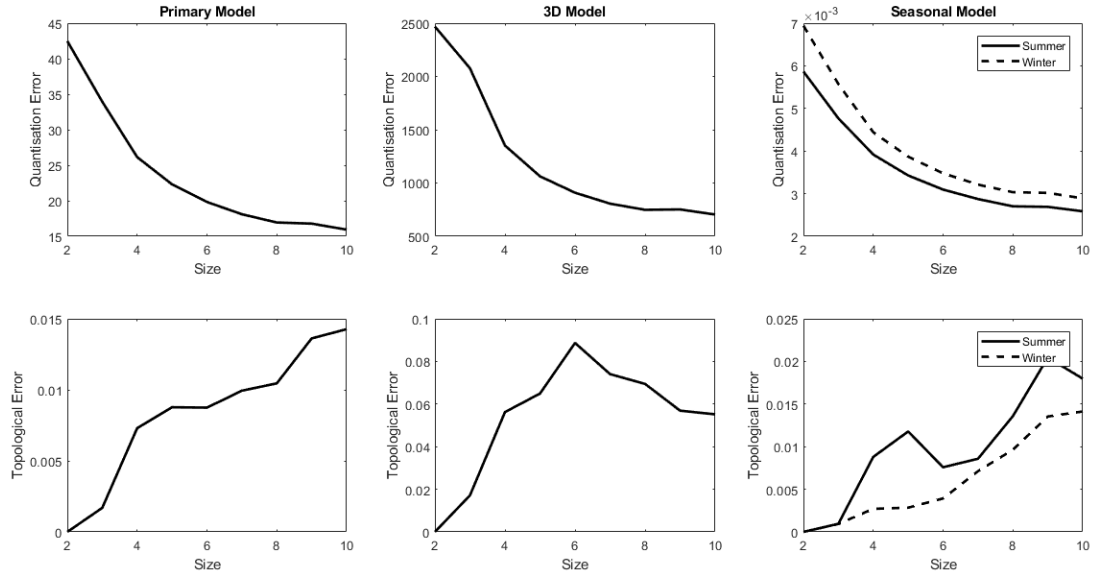 Primary Model
45
40
35
30
25
20
15
Quantisation Error
2 4 6 8 10
Size
3D Model
2500
2000
1500
1000
500
Quantisation Error
2 4 6 8 10
Size
Seasonal Model
×10⁻³
7
6
5
4
3
2
Quantisation Error
Summer
Winter
2 4 6 8 10
Size
0.015
0.01
0.005
0
Topological Error
2 4 6 8 10
Size
0.1
0.08
0.06
0.04
0.02
0
Topological Error
2 4 6 8 10
Size
0.025
0.02
0.015
0.01
0.005
0
Topological Error
Summer
Winter
2 4 6 8 10
Size